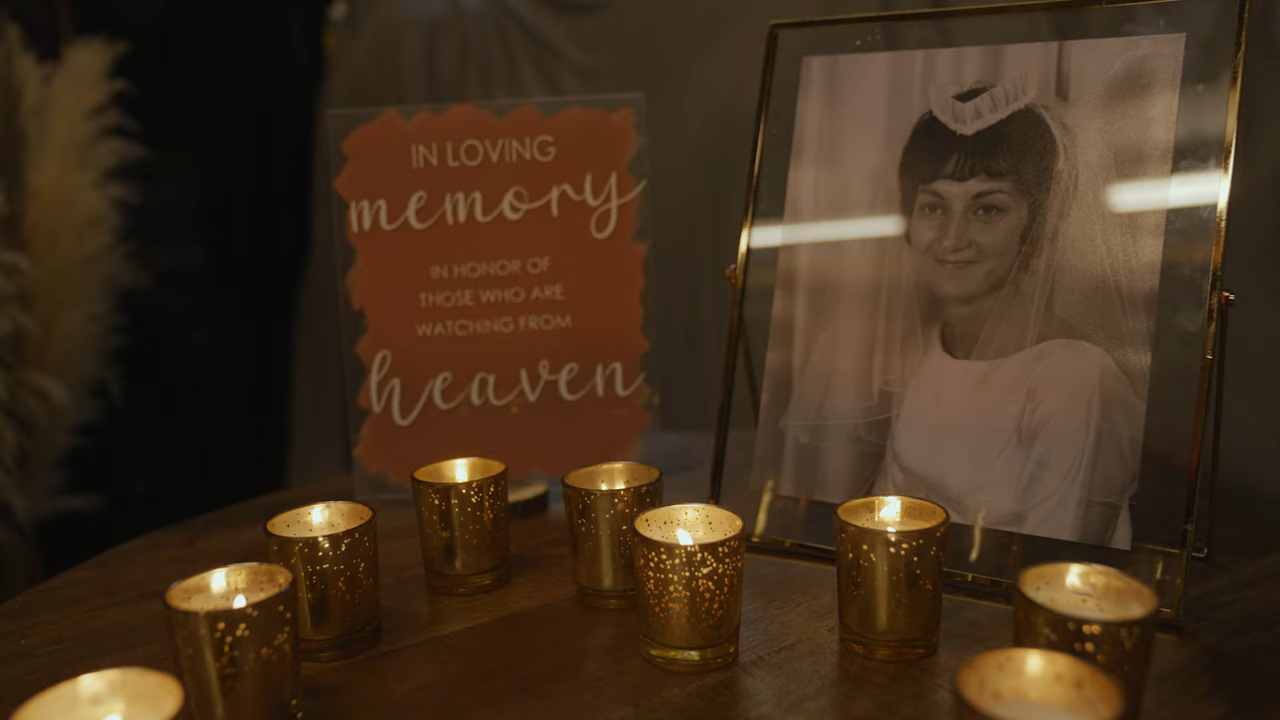 IN LOVING
memory
IN HONOR OF
THOSE WHO ARE
WATCHING FROM
heaven